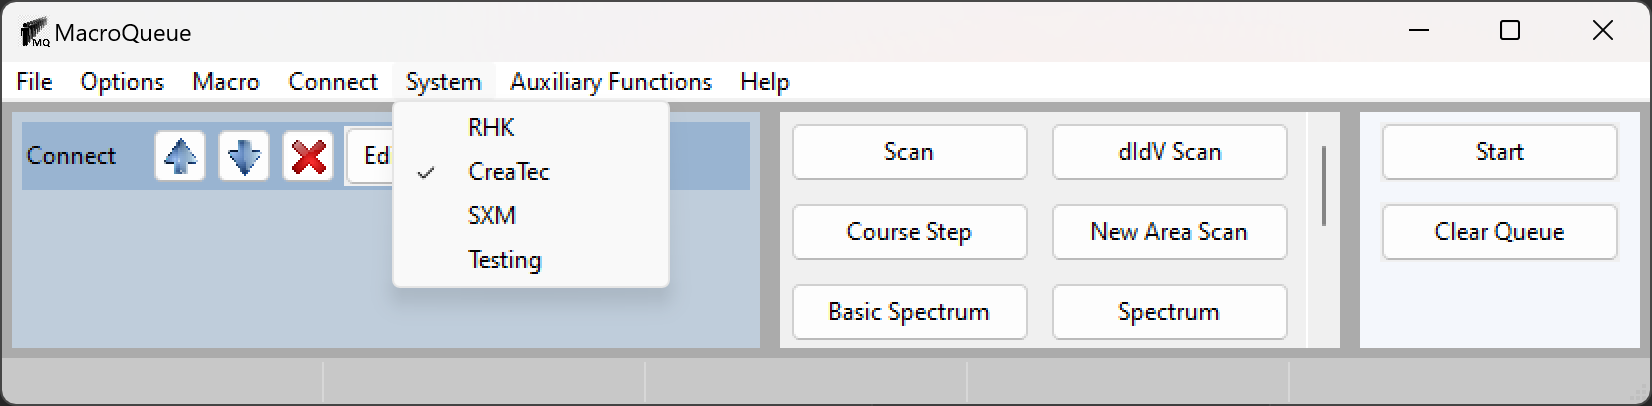 MQ MacroQueue
File Options Macro Connect System Auxiliary Functions Help
RHK
CreaTec
SXM
Testing
Connect
Scan dIdV Scan
Course Step New Area Scan
Basic Spectrum Spectrum
Start
Clear Queue